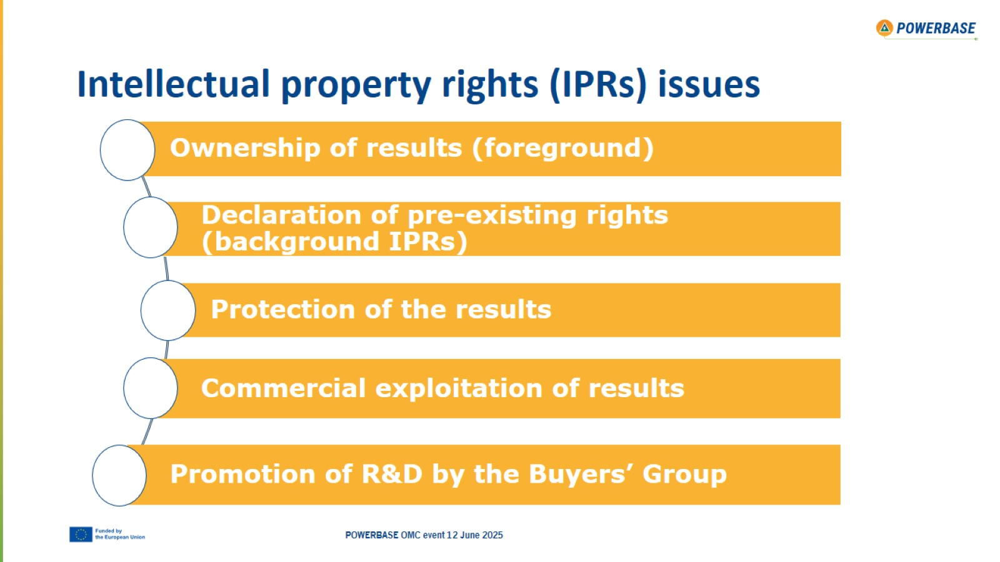 POWERBASE
Intellectual property rights (IPRs) issues
Ownership of results (foreground)
Declaration of pre-existing rights
(background IPRs)
Protection of the results
Commercial exploitation of results
Promotion of R&D by the Buyers’ Group
Funded by
the European Union
POWERBASE OMC event 12 June 2025